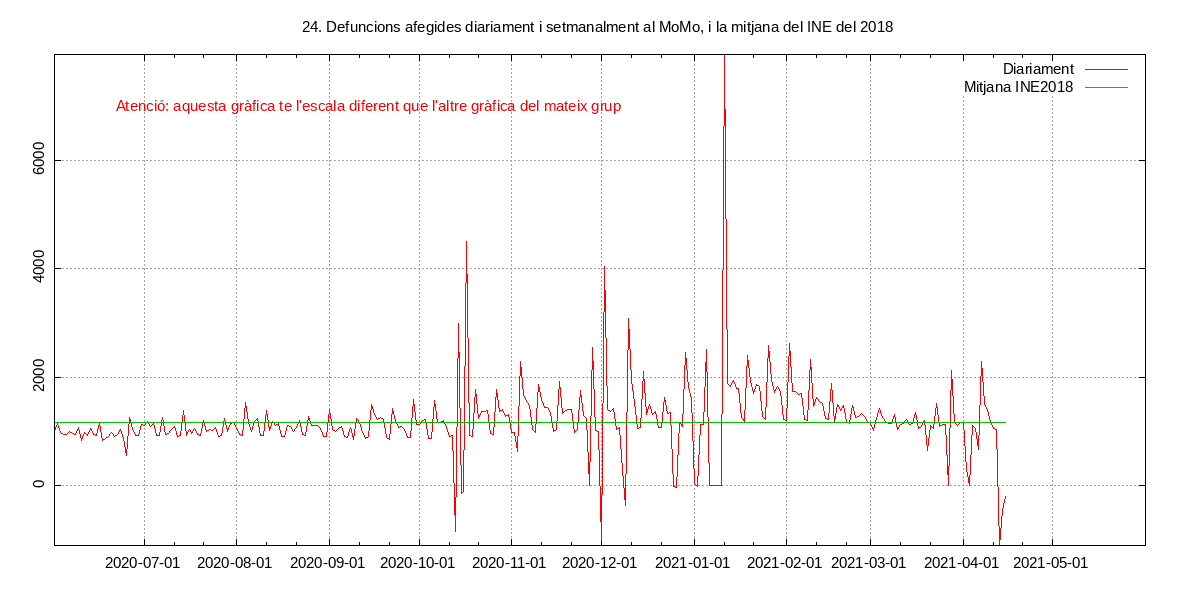 24. Defuncions afegides diariament i setmanalment al MoMo, i la mitjana del INE del 2018
Diariament
Mitjana INE2018
Atenció: aquesta gràfica te l'escala diferent que l'altre gràfica del mateix grup
6000
4000
2000
0
2020-07-01 2020-08-01 2020-09-01 2020-10-01 2020-11-01 2020-12-01 2021-01-01 2021-02-01 2021-03-01 2021-04-01 2021-05-01